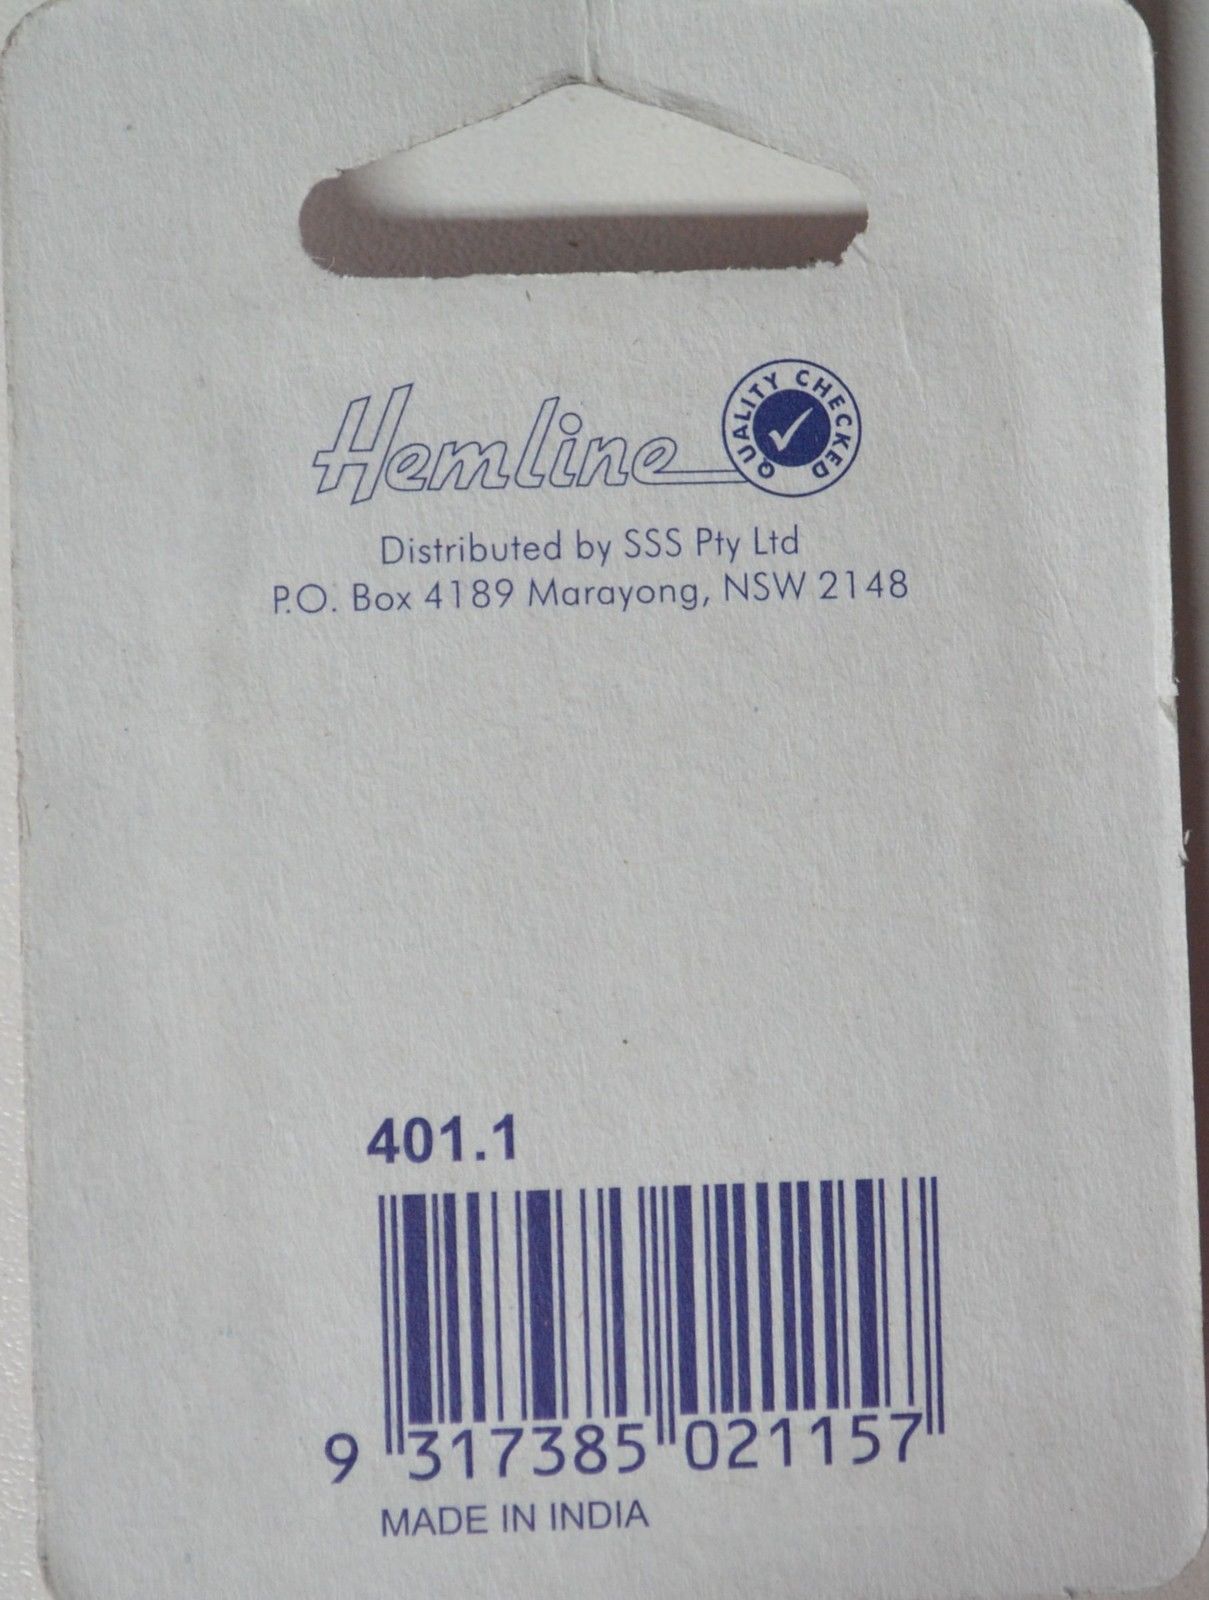 Hemline
QUALITY CHECKED
Distributed by SSS Pty Ltd
P.O. Box 4189 Marayong, NSW 2148
401.1
9 317385 021157
MADE IN INDIA